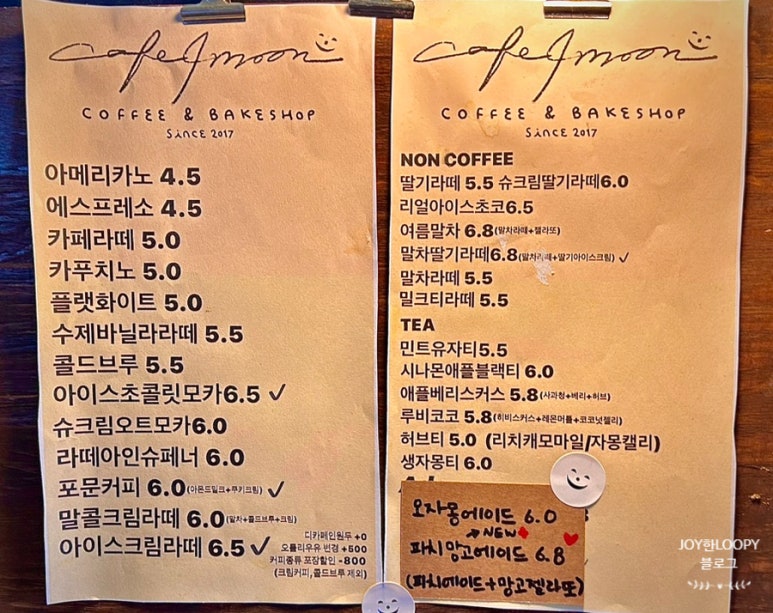 cafe Jmoon
COFFEE & BAKESHOP
SINCE 2017
아메리카노 4.5
에스프레소 4.5
카페라떼 5.0
카푸치노 5.0
플랫화이트 5.0
수제바닐라라떼 5.5
콜드브루 5.5
아이스초콜릿모카6.5 ✓
슈크림오트모카6.0
라떼아인슈페너 6.0
포문커피 6.0(아몬드밀크+쿠키크림) ✓
말콜크림라떼 6.0(말차+콜드브루+크림)
아이스크림라떼 6.5 ✓
디카페인원두 +0
오틀리우유 변경 +500
커피종류 포장할인 -800
(크림커피, 콜드브루 제외)
cafe Jmoon
COFFEE & BAKESHOP
SINCE 2017
NON COFFEE
딸기라떼 5.5 슈크림딸기라떼6.0
리얼아이스초코6.5
여름말차 6.8(말차라떼+젤라또)
말차딸기라떼6.8(말차라떼+딸기아이스크림) ✓
말차라떼 5.5
밀크티라떼 5.5
TEA
민트유자티5.5
시나몬애플블랙티 6.0
애플베리스커스 5.8(사과청+베리+허브)
루비코코 5.8(히비스커스+레몬머틀+코코넛젤리)
허브티 5.0 (리치캐모마일/자몽캘리)
생자몽티 6.0
오자몽에이드 6.0
NEW
파치망고에이드 6.8
(파치에이드+망고젤라또)
JOY한LOOPY
블로그